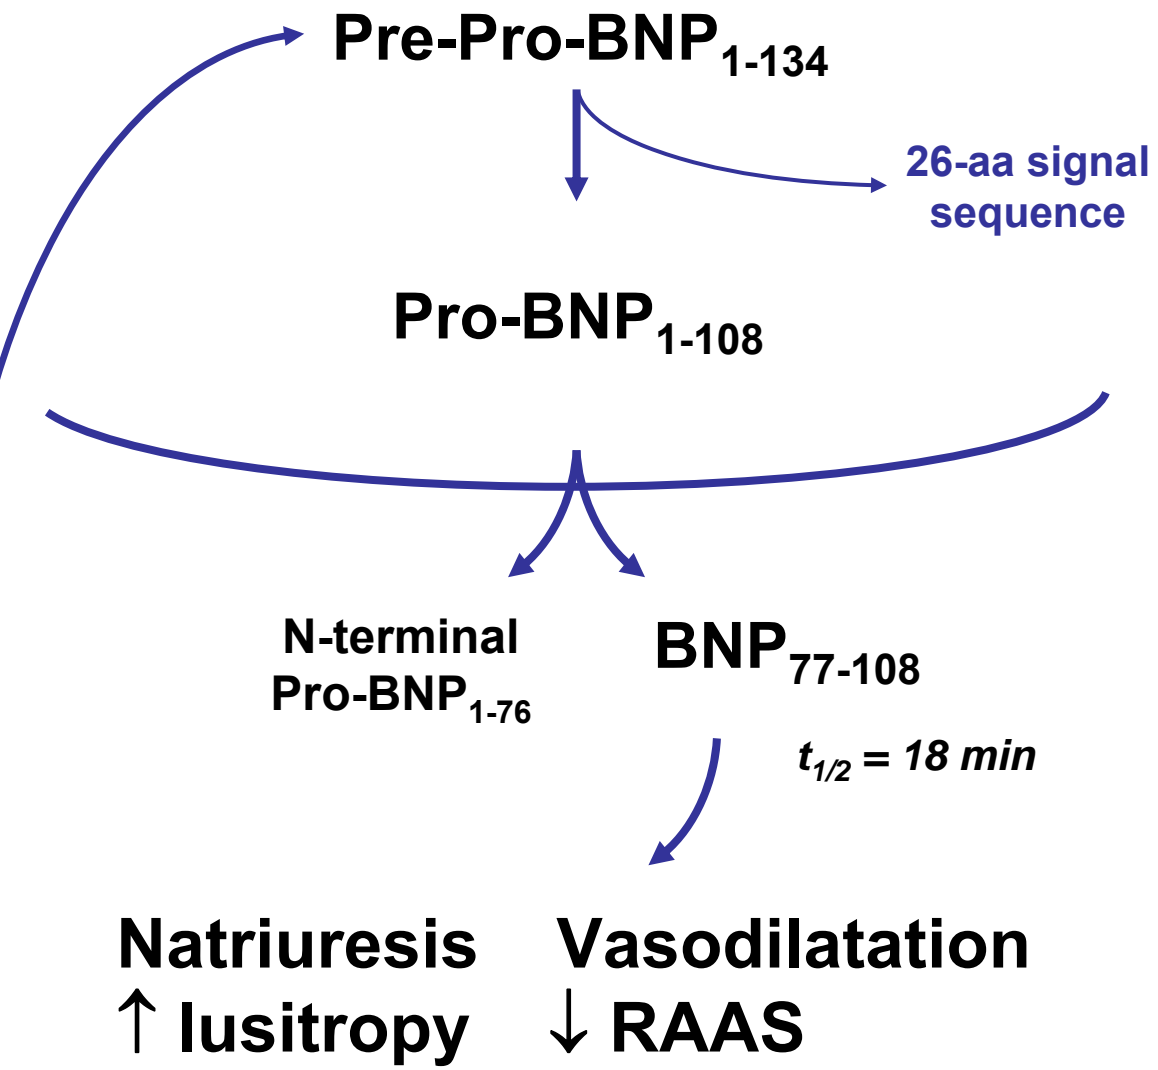 Pre-Pro-BNP1-134
26-aa signal
sequence
Pro-BNP1-108
N-terminal
Pro-BNP1-76
BNP77-108
t1/2 = 18 min
Natriuresis Vasodilatation
↑ lusitropy ↓ RAAS